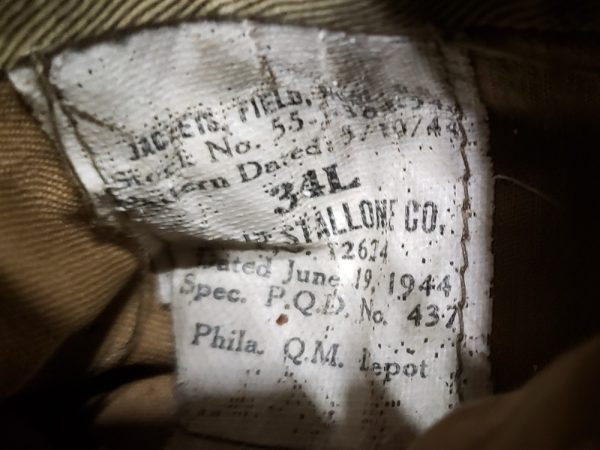 JACKETS, FIELD,
Stock No. 55-
Pattern Dated: 3/10/44
34L
STALLONE CO.
12624
Dated June 19, 1944
Spec. P.Q.D. No. 437
Phila. Q.M. Depot